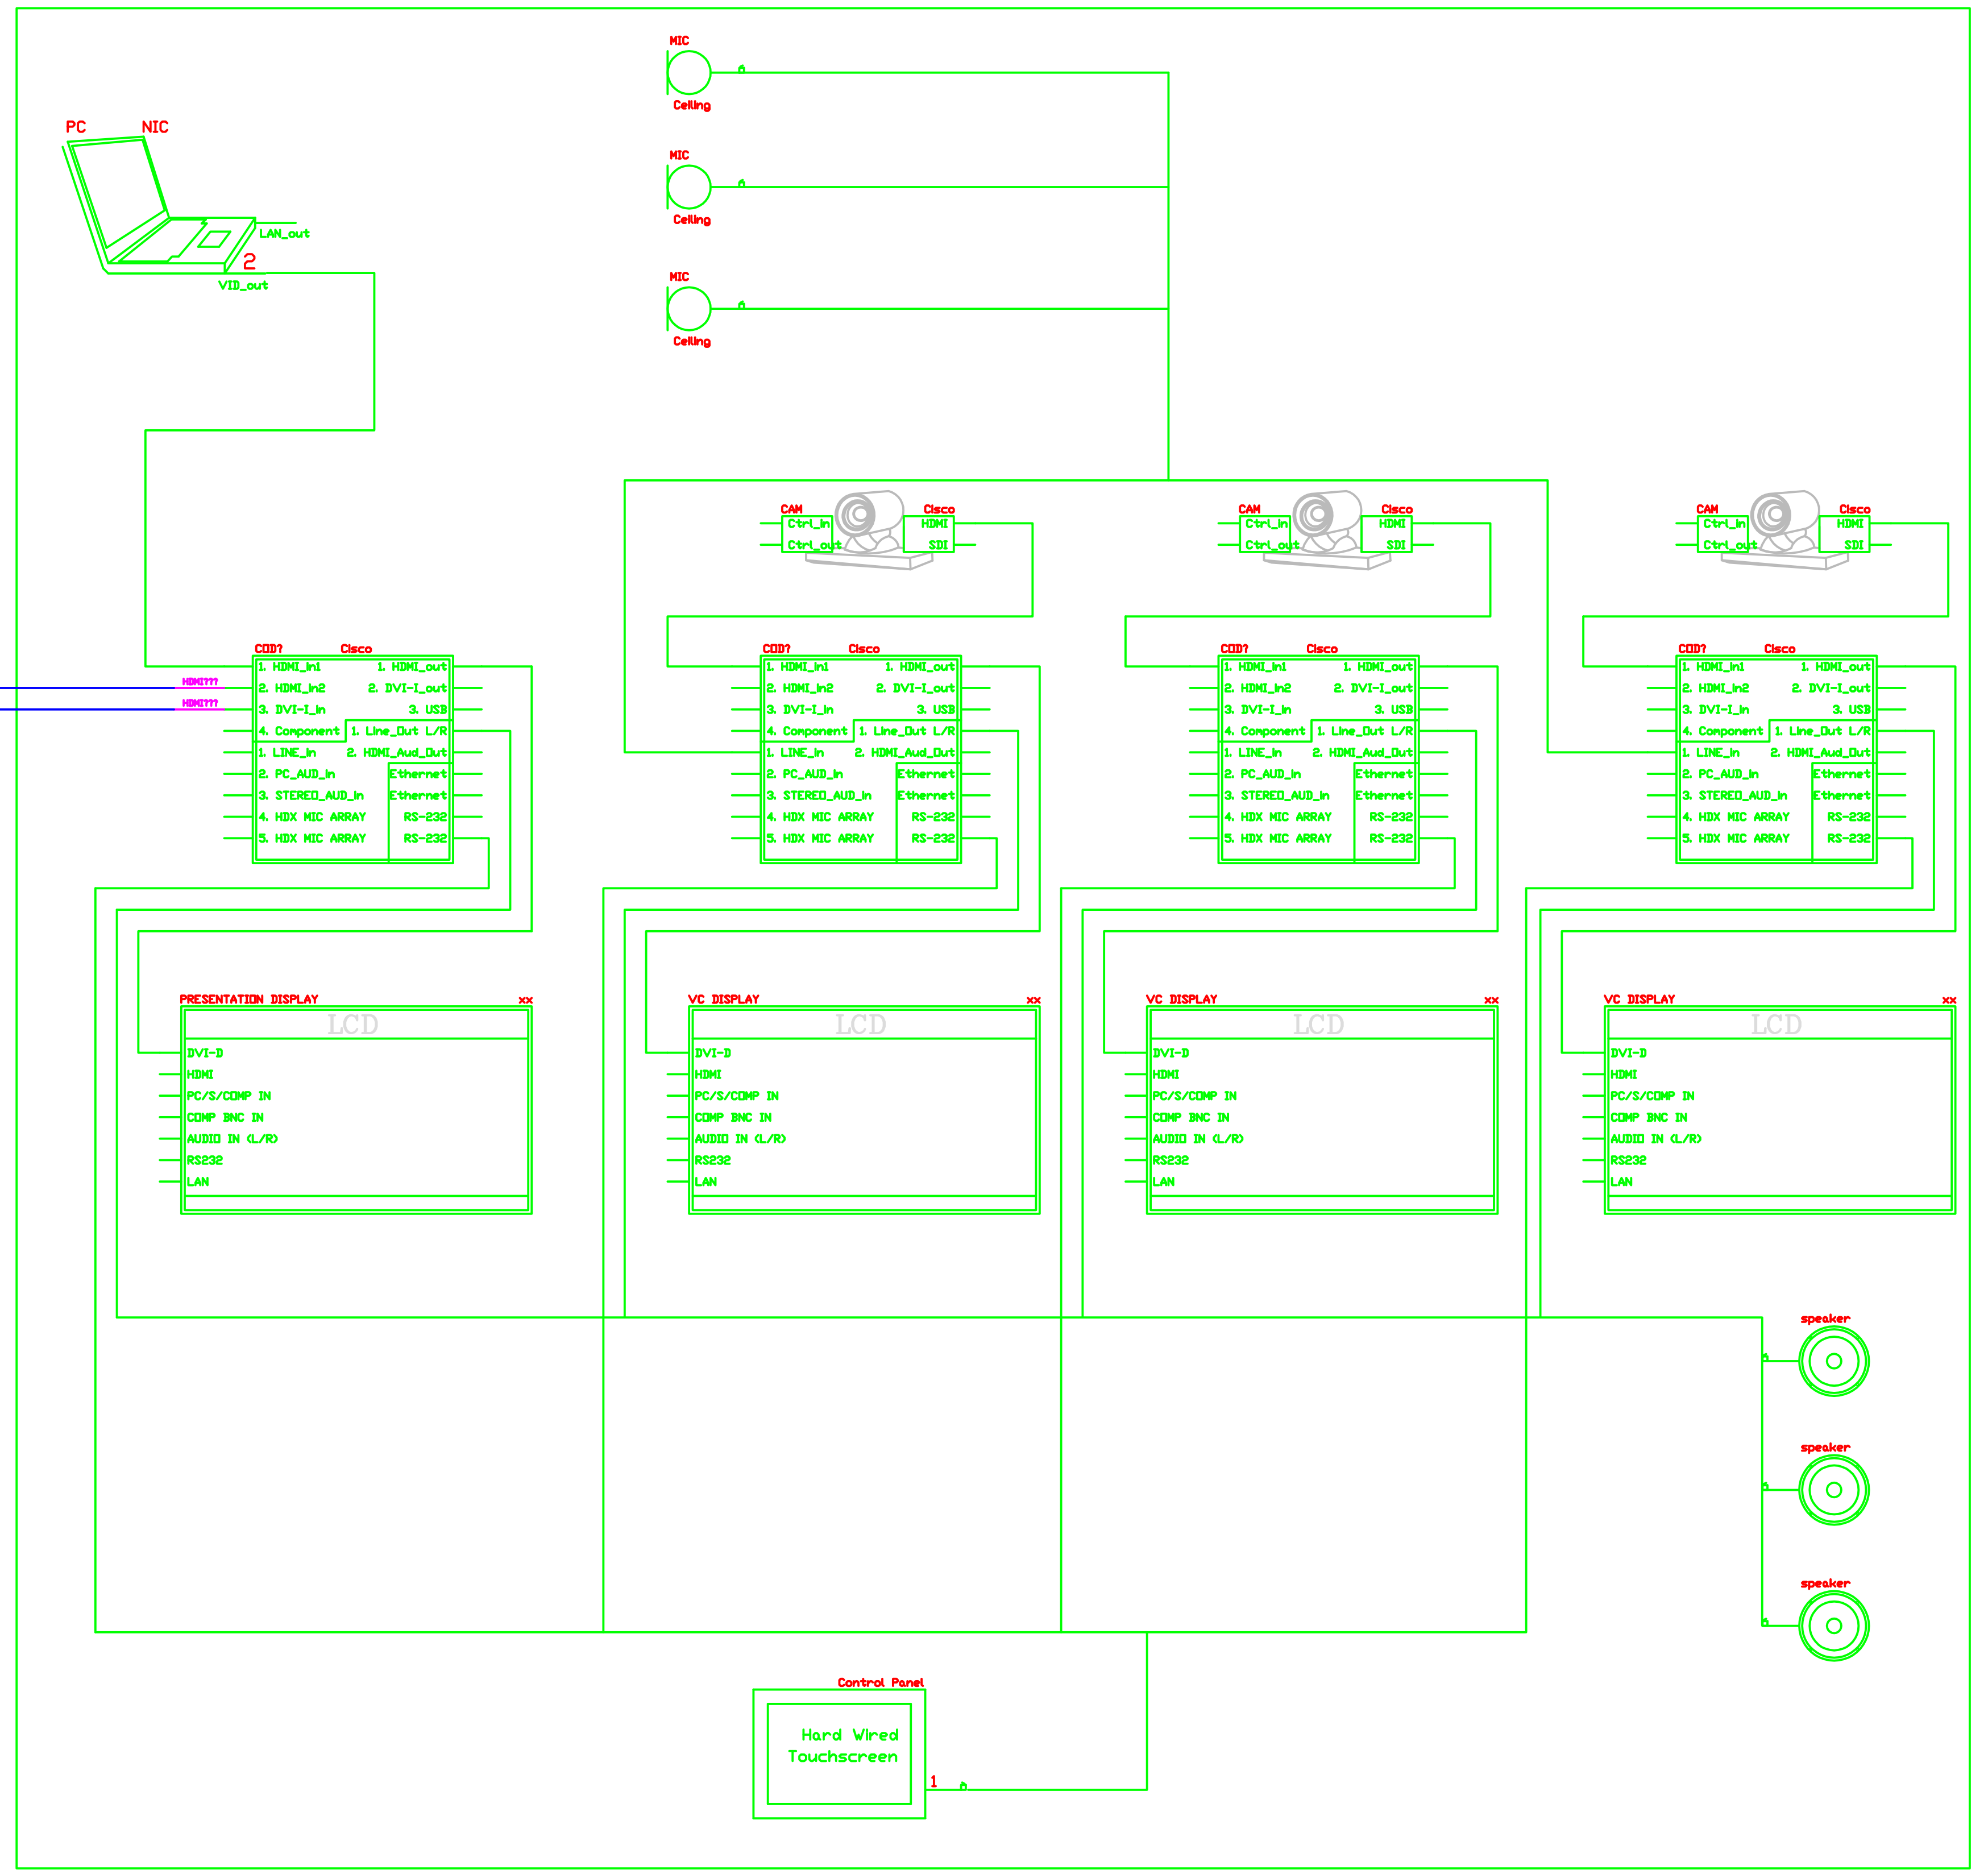 MIC
Ceiling
PC NIC
LAN_out
2
VID_out
MIC
Ceiling
MIC
Ceiling
CAM Cisco
Ctrl_in HDMI
Ctrl_out SDI
CAM Cisco
Ctrl_in HDMI
Ctrl_out SDI
CAM Cisco
Ctrl_in HDMI
Ctrl_out SDI
HDMI???
HDMI???
COD? Cisco
1. HDMI_in1 1. HDMI_out
2. HDMI_in2 2. DVI-I_out
3. DVI-I_in 3. USB
4. Component 1. Line_Out L/R
1. LINE_in 2. HDMI_Aud_Out
2. PC_AUD_in Ethernet
3. STEREO_AUD_in Ethernet
4. HDX MIC ARRAY RS-232
5. HDX MIC ARRAY RS-232
COD? Cisco
1. HDMI_in1 1. HDMI_out
2. HDMI_in2 2. DVI-I_out
3. DVI-I_in 3. USB
4. Component 1. Line_Out L/R
1. LINE_in 2. HDMI_Aud_Out
2. PC_AUD_in Ethernet
3. STEREO_AUD_in Ethernet
4. HDX MIC ARRAY RS-232
5. HDX MIC ARRAY RS-232
COD? Cisco
1. HDMI_in1 1. HDMI_out
2. HDMI_in2 2. DVI-I_out
3. DVI-I_in 3. USB
4. Component 1. Line_Out L/R
1. LINE_in 2. HDMI_Aud_Out
2. PC_AUD_in Ethernet
3. STEREO_AUD_in Ethernet
4. HDX MIC ARRAY RS-232
5. HDX MIC ARRAY RS-232
COD? Cisco
1. HDMI_in1 1. HDMI_out
2. HDMI_in2 2. DVI-I_out
3. DVI-I_in 3. USB
4. Component 1. Line_Out L/R
1. LINE_in 2. HDMI_Aud_Out
2. PC_AUD_in Ethernet
3. STEREO_AUD_in Ethernet
4. HDX MIC ARRAY RS-232
5. HDX MIC ARRAY RS-232
PRESENTATION DISPLAY xx
LCD
DVI-D
HDMI
PC/S/COMP IN
COMP BNC IN
AUDIO IN (L/R)
RS232
LAN
VC DISPLAY xx
LCD
DVI-D
HDMI
PC/S/COMP IN
COMP BNC IN
AUDIO IN (L/R)
RS232
LAN
VC DISPLAY xx
LCD
DVI-D
HDMI
PC/S/COMP IN
COMP BNC IN
AUDIO IN (L/R)
RS232
LAN
VC DISPLAY xx
LCD
DVI-D
HDMI
PC/S/COMP IN
COMP BNC IN
AUDIO IN (L/R)
RS232
LAN
speaker
speaker
speaker
Control Panel
Hard Wired
Touchscreen
1